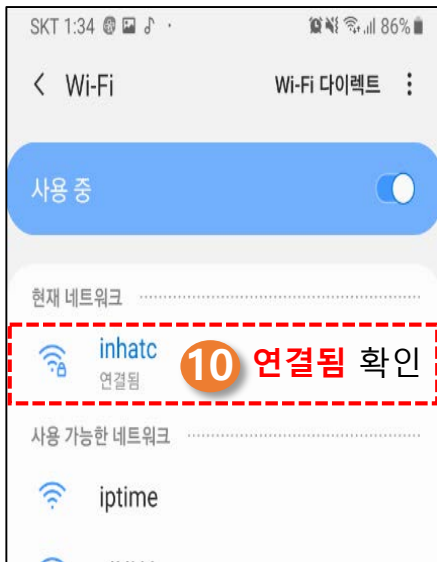 SKT 1:34 86%
< Wi-Fi Wi-Fi 다이렉트
사용 중
현재 네트워크
inhatc
연결됨
10 연결됨 확인
사용 가능한 네트워크
iptime